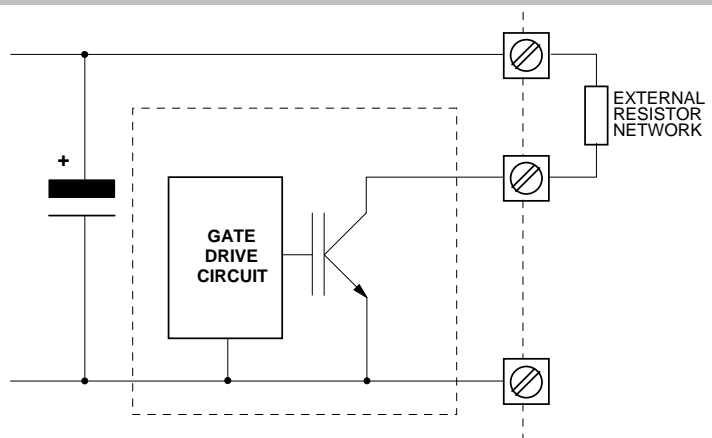 EXTERNAL
RESISTOR
NETWORK
+
GATE
DRIVE
CIRCUIT